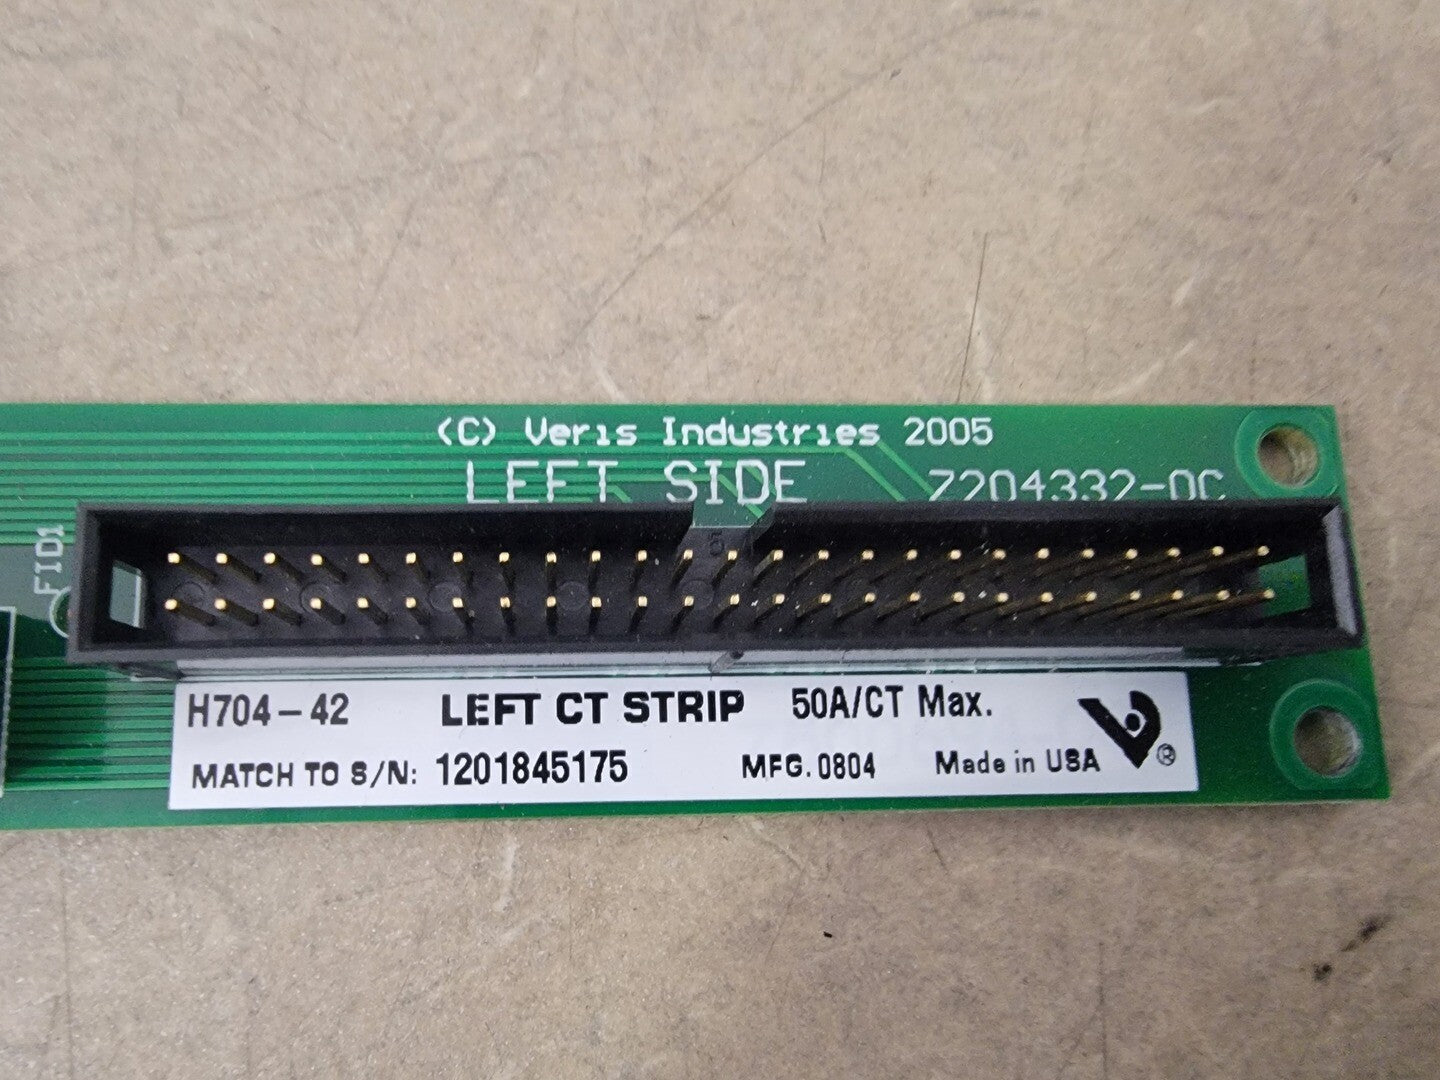 (C) Veris Industries 2005
LEFT SIDE 7204332-0C
FID1
H704-42 LEFT CT STRIP 50A/CT Max.
MATCH TO S/N: 1201845175 MFG. 0804 Made in USA ®